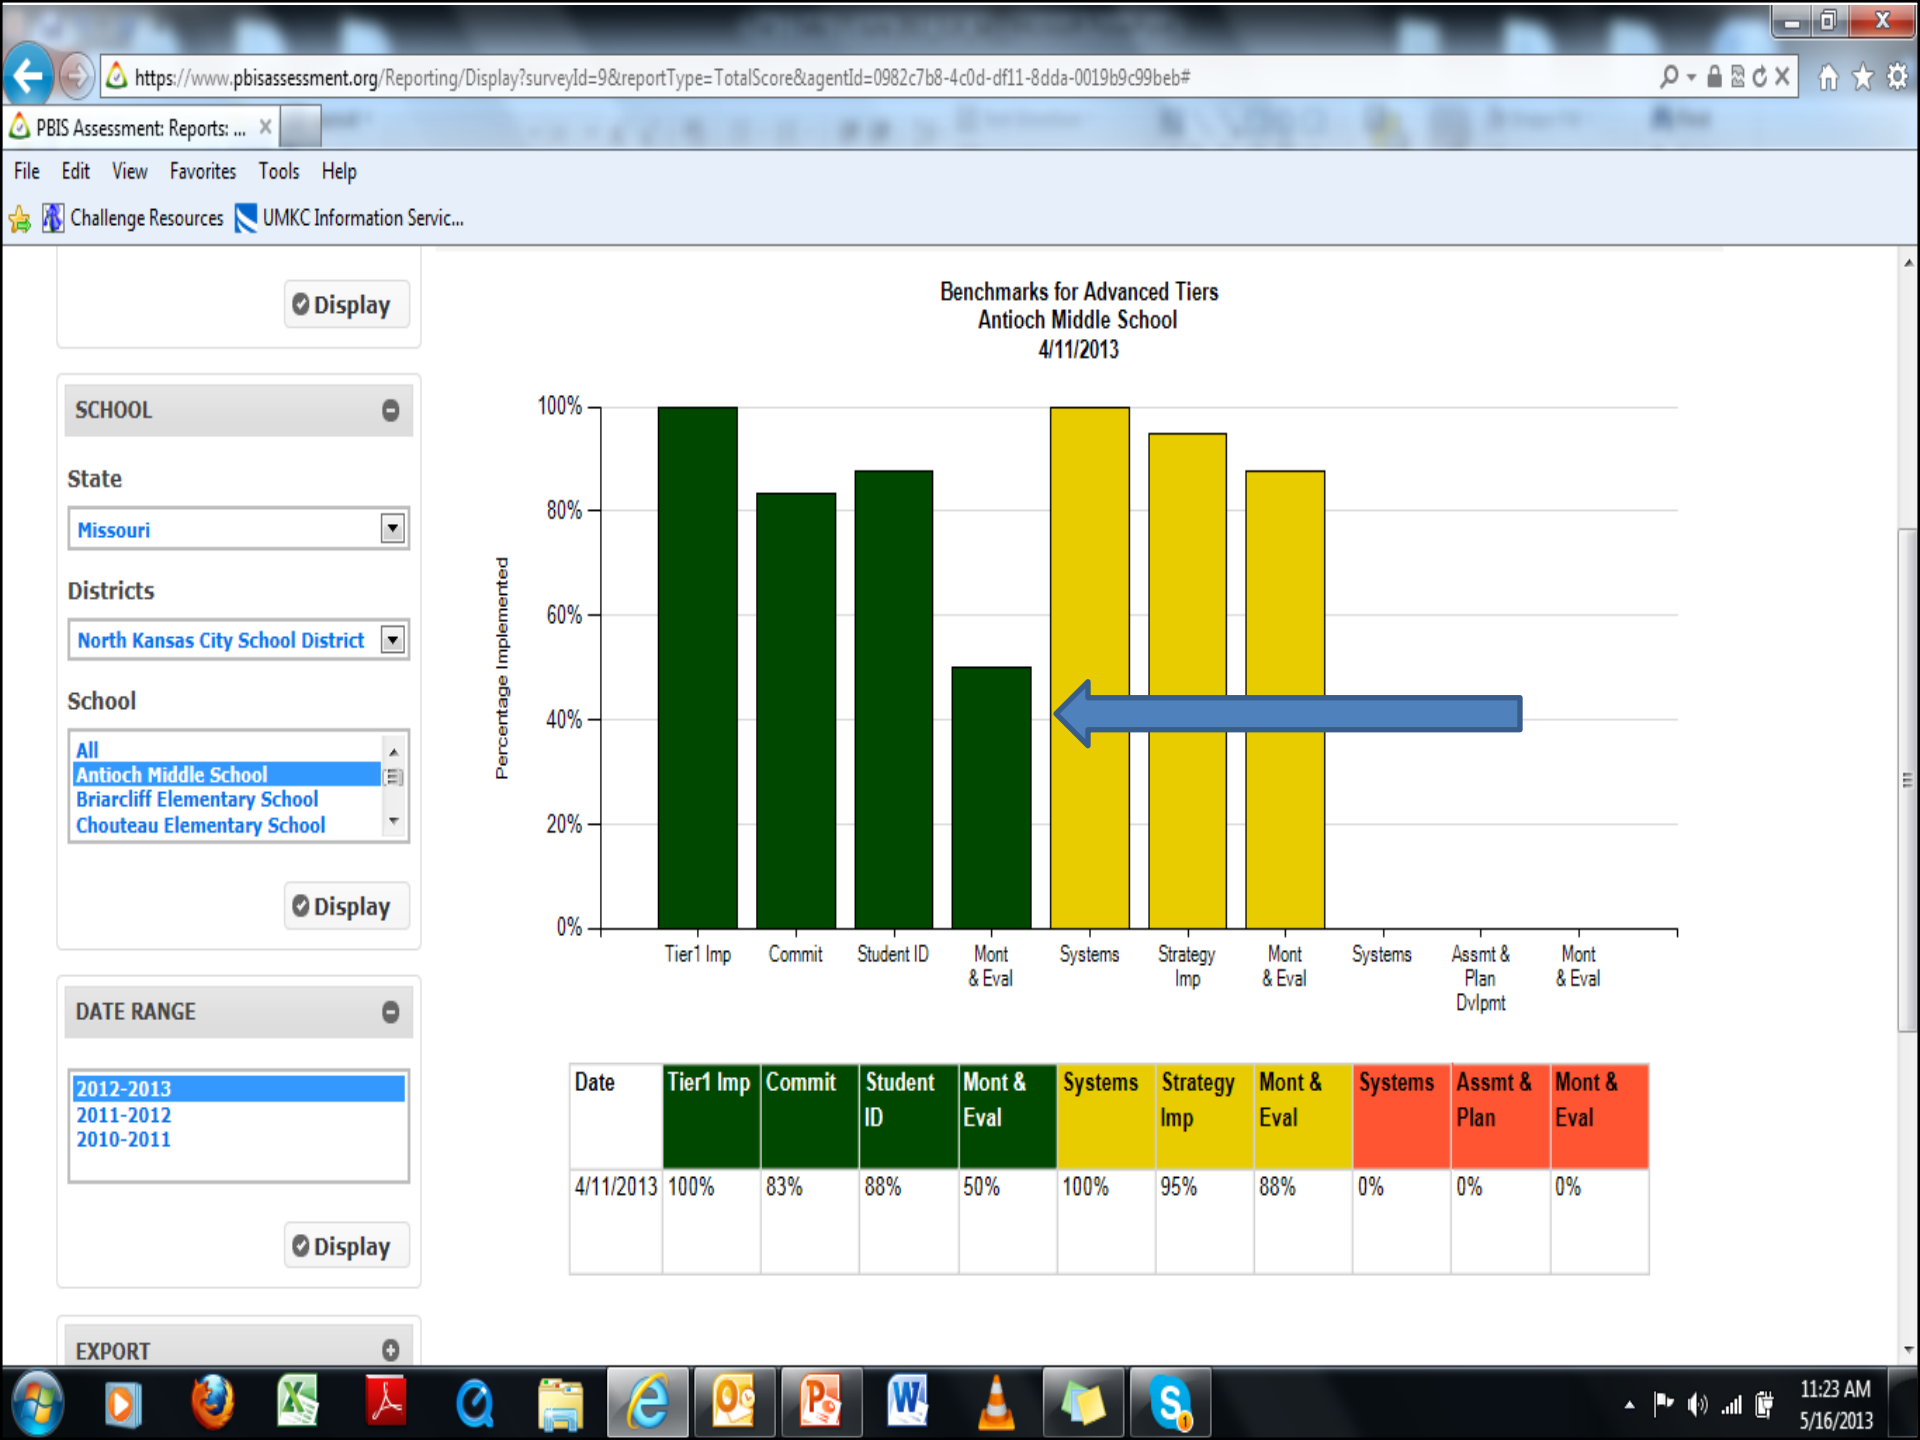 https://www.pbisassessment.org/Reporting/Display?surveyId=9&reportType=TotalScore&agentId=0982c7b8-4c0d-df11-8dda-0019b9c99beb#
PBIS Assessment: Reports: ...
File Edit View Favorites Tools Help
Challenge Resources UMKC Information Servic...
Display
SCHOOL
State
Missouri
Districts
North Kansas City School District
School
All
Antioch Middle School
Briarcliff Elementary School
Chouteau Elementary School
Display
DATE RANGE
2012-2013
2011-2012
2010-2011
Display
EXPORT
Benchmarks for Advanced Tiers
Antioch Middle School
4/11/2013
Percentage Implemented
100%
80%
60%
40%
20%
0%
Tier1 Imp
Commit
Student ID
Mont
& Eval
Systems
Strategy
Imp
Mont
& Eval
Systems
Assmt &
Plan
Dvlpmt
Mont
& Eval
Date
Tier1 Imp
Commit
Student
ID
Mont &
Eval
Systems
Strategy
Imp
Mont &
Eval
Systems
Assmt &
Plan
Mont &
Eval
4/11/2013 100% 83% 88% 50% 100% 95% 88% 0% 0% 0%
11:23 AM
5/16/2013